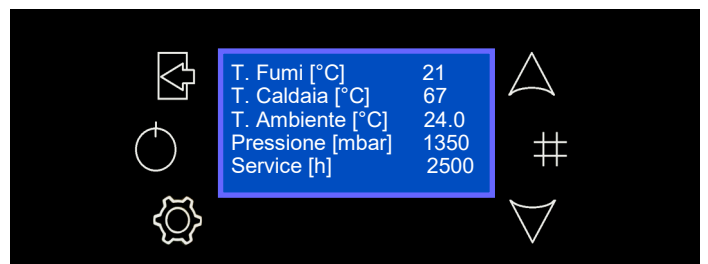 T. Fumi [°C] 21
T. Caldaia [°C] 67
T. Ambiente [°C] 24.0
Pressione [mbar] 1350
Service [h] 2500